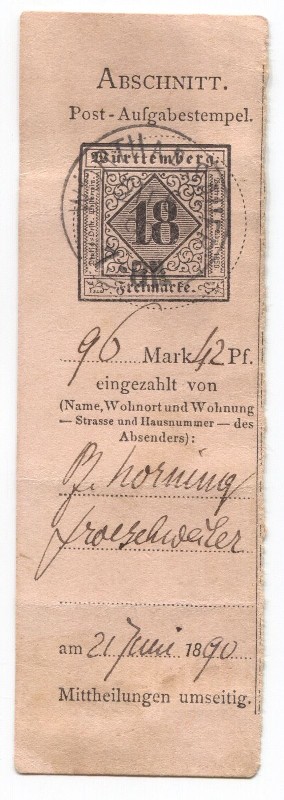 ABSCHNITT.
Post-Aufgabestempel.
Württemberg.
18
Freimarke.
96 Mark 42 Pf.
eingezahlt von
(Name, Wohnort und Wohnung
— Strasse und Hausnummer — des
Absenders):
Horning
Froeschweiler
am 21 Juni 1890
Mittheilungen umseitig.